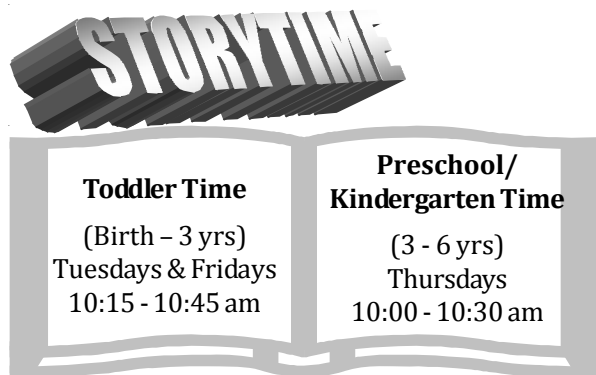 STORYTIME
Toddler Time
(Birth – 3 yrs)
Tuesdays & Fridays
10:15 - 10:45 am
Preschool/
Kindergarten Time
(3 - 6 yrs)
Thursdays
10:00 - 10:30 am